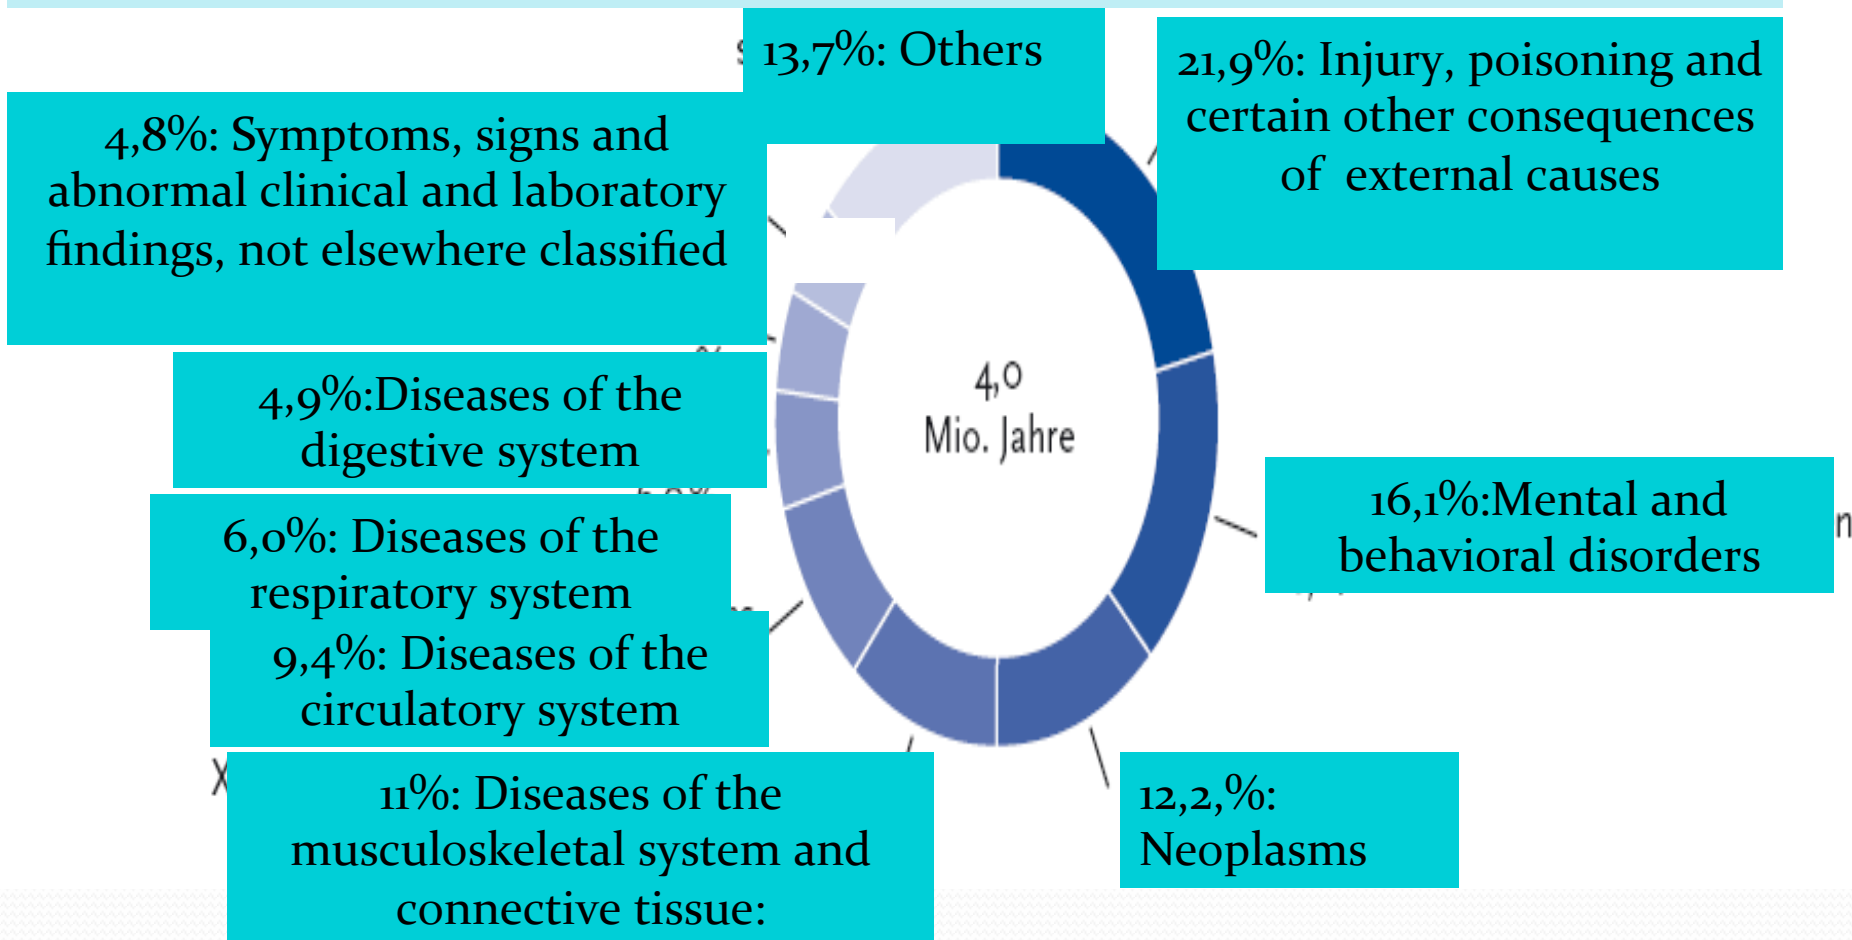 13,7%: Others
21,9%: Injury, poisoning and
certain other consequences
of external causes
4,8%: Symptoms, signs and
abnormal clinical and laboratory
findings, not elsewhere classified
4,9%:Diseases of the
digestive system
4,0
Mio. Jahre
16,1%:Mental and
behavioral disorders
n
6,0%: Diseases of the
respiratory system
9,4%: Diseases of the
circulatory system
X
11%: Diseases of the
musculoskeletal system and
connective tissue:
12,2,%:
Neoplasms